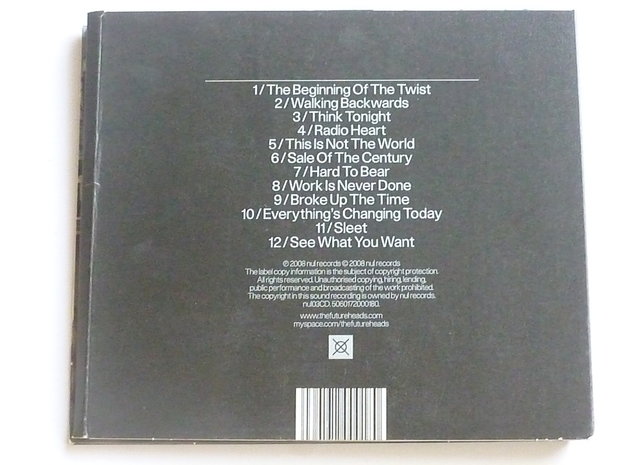 1/The Beginning Of The Twist
2/Walking Backwards
3/Think Tonight
4/Radio Heart
5/This Is Not The World
6/Sale Of The Century
7/Hard To Bear
8/Work Is Never Done
9/Broke Up The Time
10/Everything's Changing Today
11/Sleet
12/See What You Want
℗ 2008 nul records © 2008 nul records
The label copy information is the subject of copyright protection.
All rights reserved. Unauthorised copying, hiring, lending,
public performance and broadcasting of the work prohibited.
The copyright in this sound recording is owned by nul records.
nul03CD. 5060172000180.
www.thefutureheads.com
myspace.com/thefutureheads